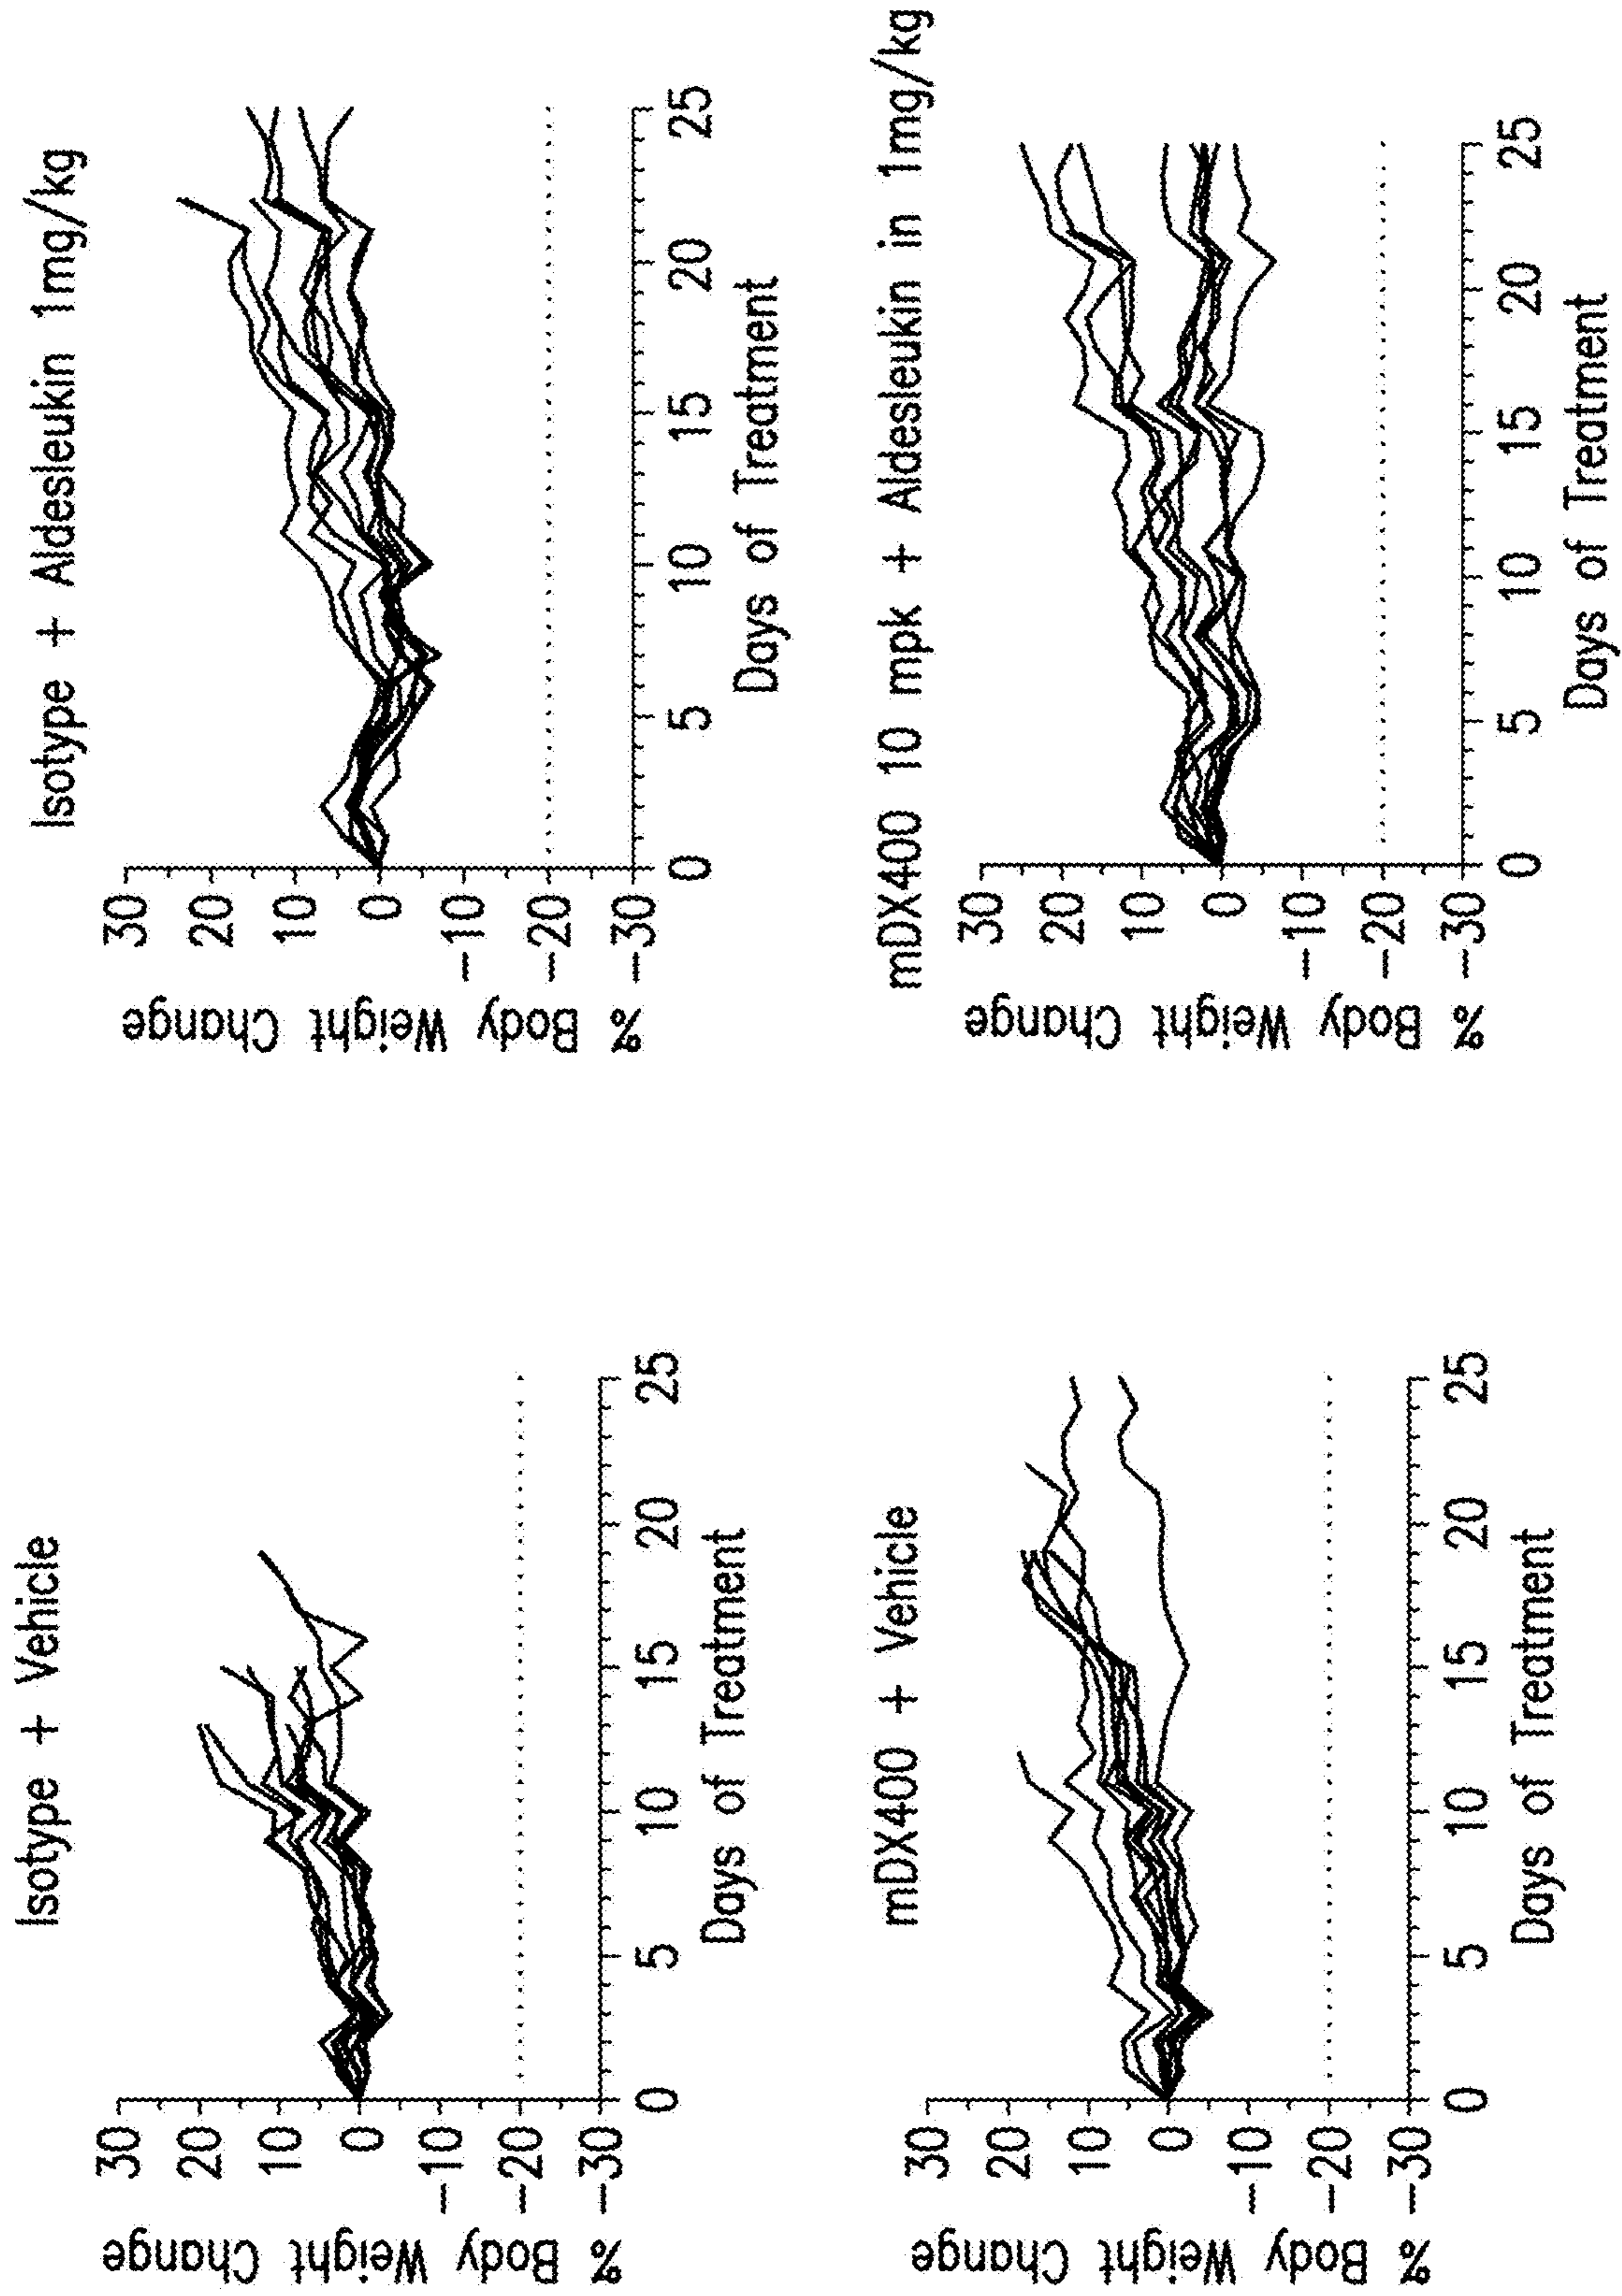 Isotype + Vehicle
% Body Weight Change
30
20
10
0
-10
-20
-30
0 5 10 15 20 25
Days of Treatment
Isotype + Aldesleukin 1mg/kg
% Body Weight Change
30
20
10
0
-10
-20
-30
0 5 10 15 20 25
Days of Treatment
mDX400 + Vehicle
% Body Weight Change
30
20
10
0
-10
-20
-30
0 5 10 15 20 25
Days of Treatment
mDX400 10 mpk + Aldesleukin in 1mg/kg
% Body Weight Change
30
20
10
0
-10
-20
-30
0 5 10 15 20 25
Days of Treatment